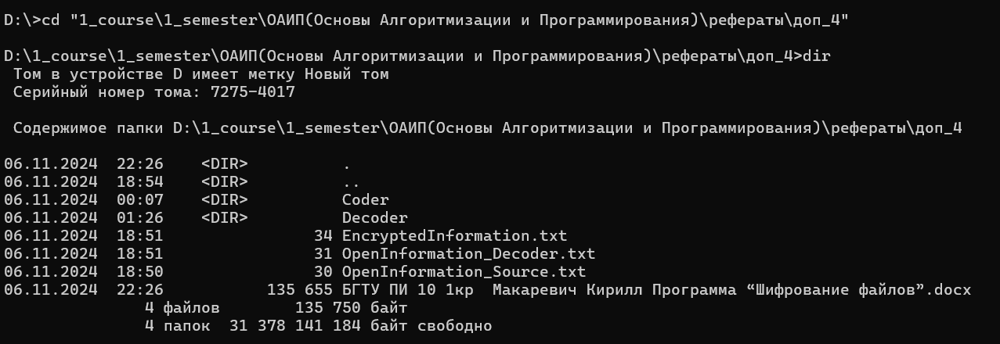 D:\>cd "1_course\1_semester\ОАИП(Основы Алгоритмизации и Программирования)\рефераты\доп_4"
D:\1_course\1_semester\ОАИП(Основы Алгоритмизации и Программирования)\рефераты\доп_4>dir
Том в устройстве D имеет метку Новый том
Серийный номер тома: 7275-4017
Содержимое папки D:\1_course\1_semester\ОАИП(Основы Алгоритмизации и Программирования)\рефераты\доп_4
06.11.2024  22:26    <DIR>          .
06.11.2024  18:54    <DIR>          ..
06.11.2024  00:07    <DIR>          Coder
06.11.2024  01:26    <DIR>          Decoder
06.11.2024  18:51                34 EncryptedInformation.txt
06.11.2024  18:51                31 OpenInformation_Decoder.txt
06.11.2024  18:50                30 OpenInformation_Source.txt
06.11.2024  22:26           135 655 БГТУ ПИ 10 1кр  Макаревич Кирилл Программа “Шифрование файлов”.docx
4 файлов        135 750 байт
4 папок  31 378 141 184 байт свободно